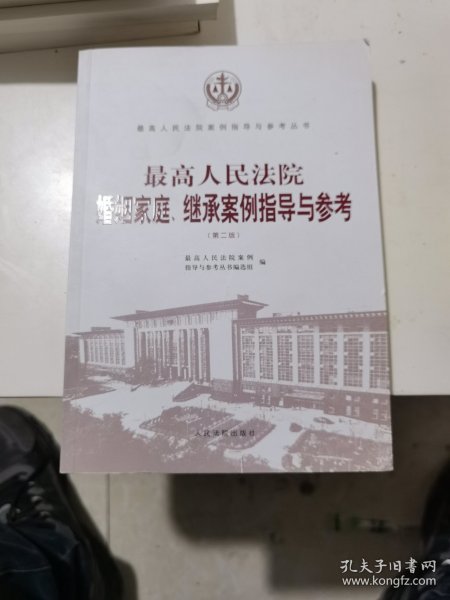 最高人民法院案例指导与参考丛书
最高人民法院
婚姻家庭、继承案例指导与参考
（第二版）
最高人民法院案例
指导与参考丛书编选组 编
人民法院出版社
孔夫子旧书网
www.kongfz.com